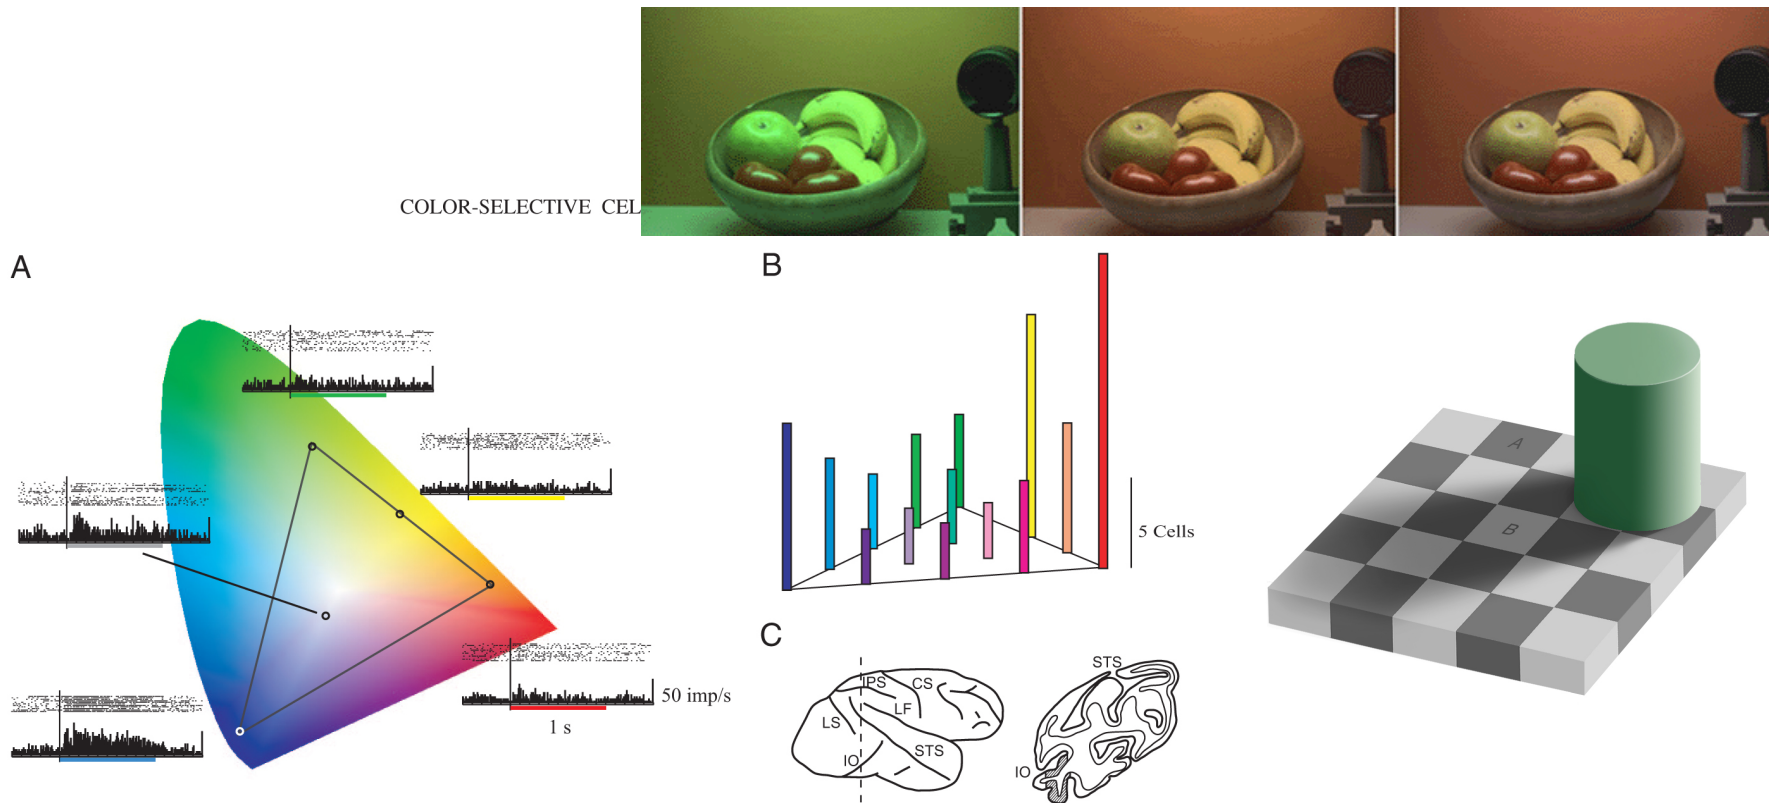 COLOR-SELECTIVE CEL
A
B
A
B
5 Cells
50 imp/s
1 s
C
IPS
CS
LS
LF
STS
IO
STS
IO